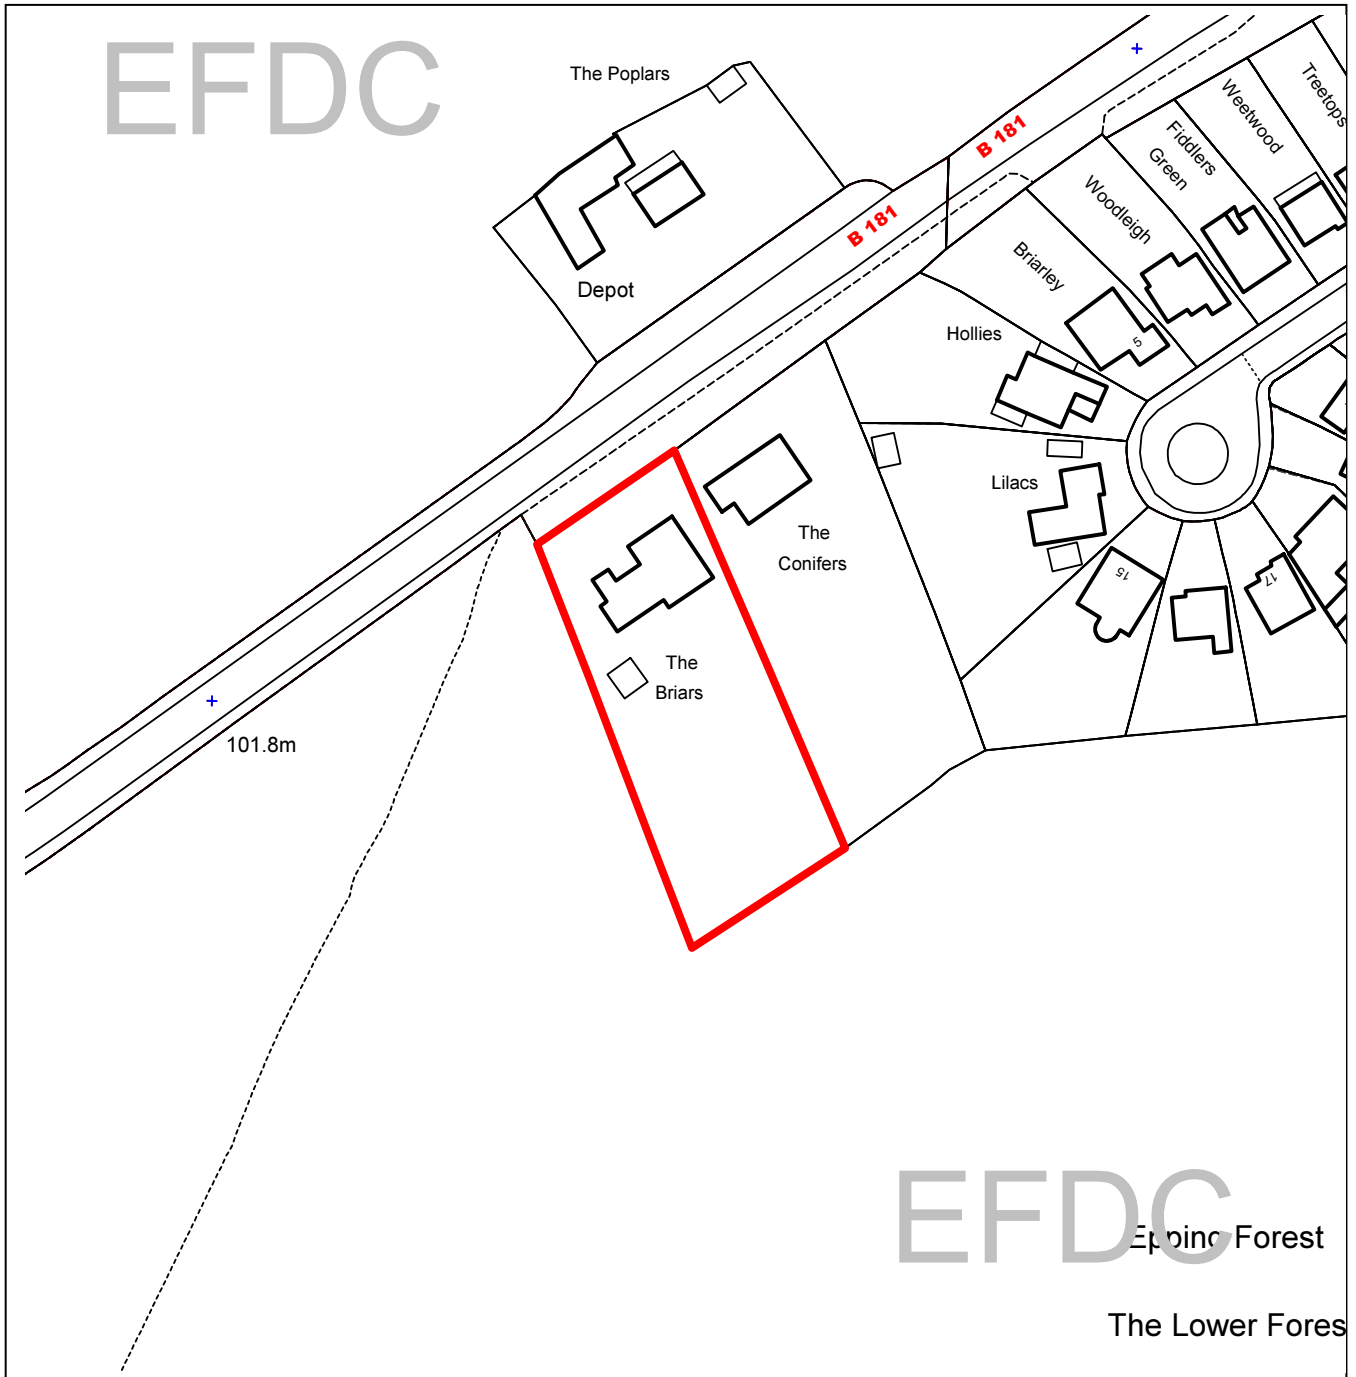 EFDC
The Poplars
B 181
Treetops
Weetwood
Fiddlers
Green
Woodleigh
B 181
Briarley
Depot
Hollies
5
Lilacs
The
Conifers
15
17
The
Briars
101.8m
EFDC
Epping Forest
The Lower Fores